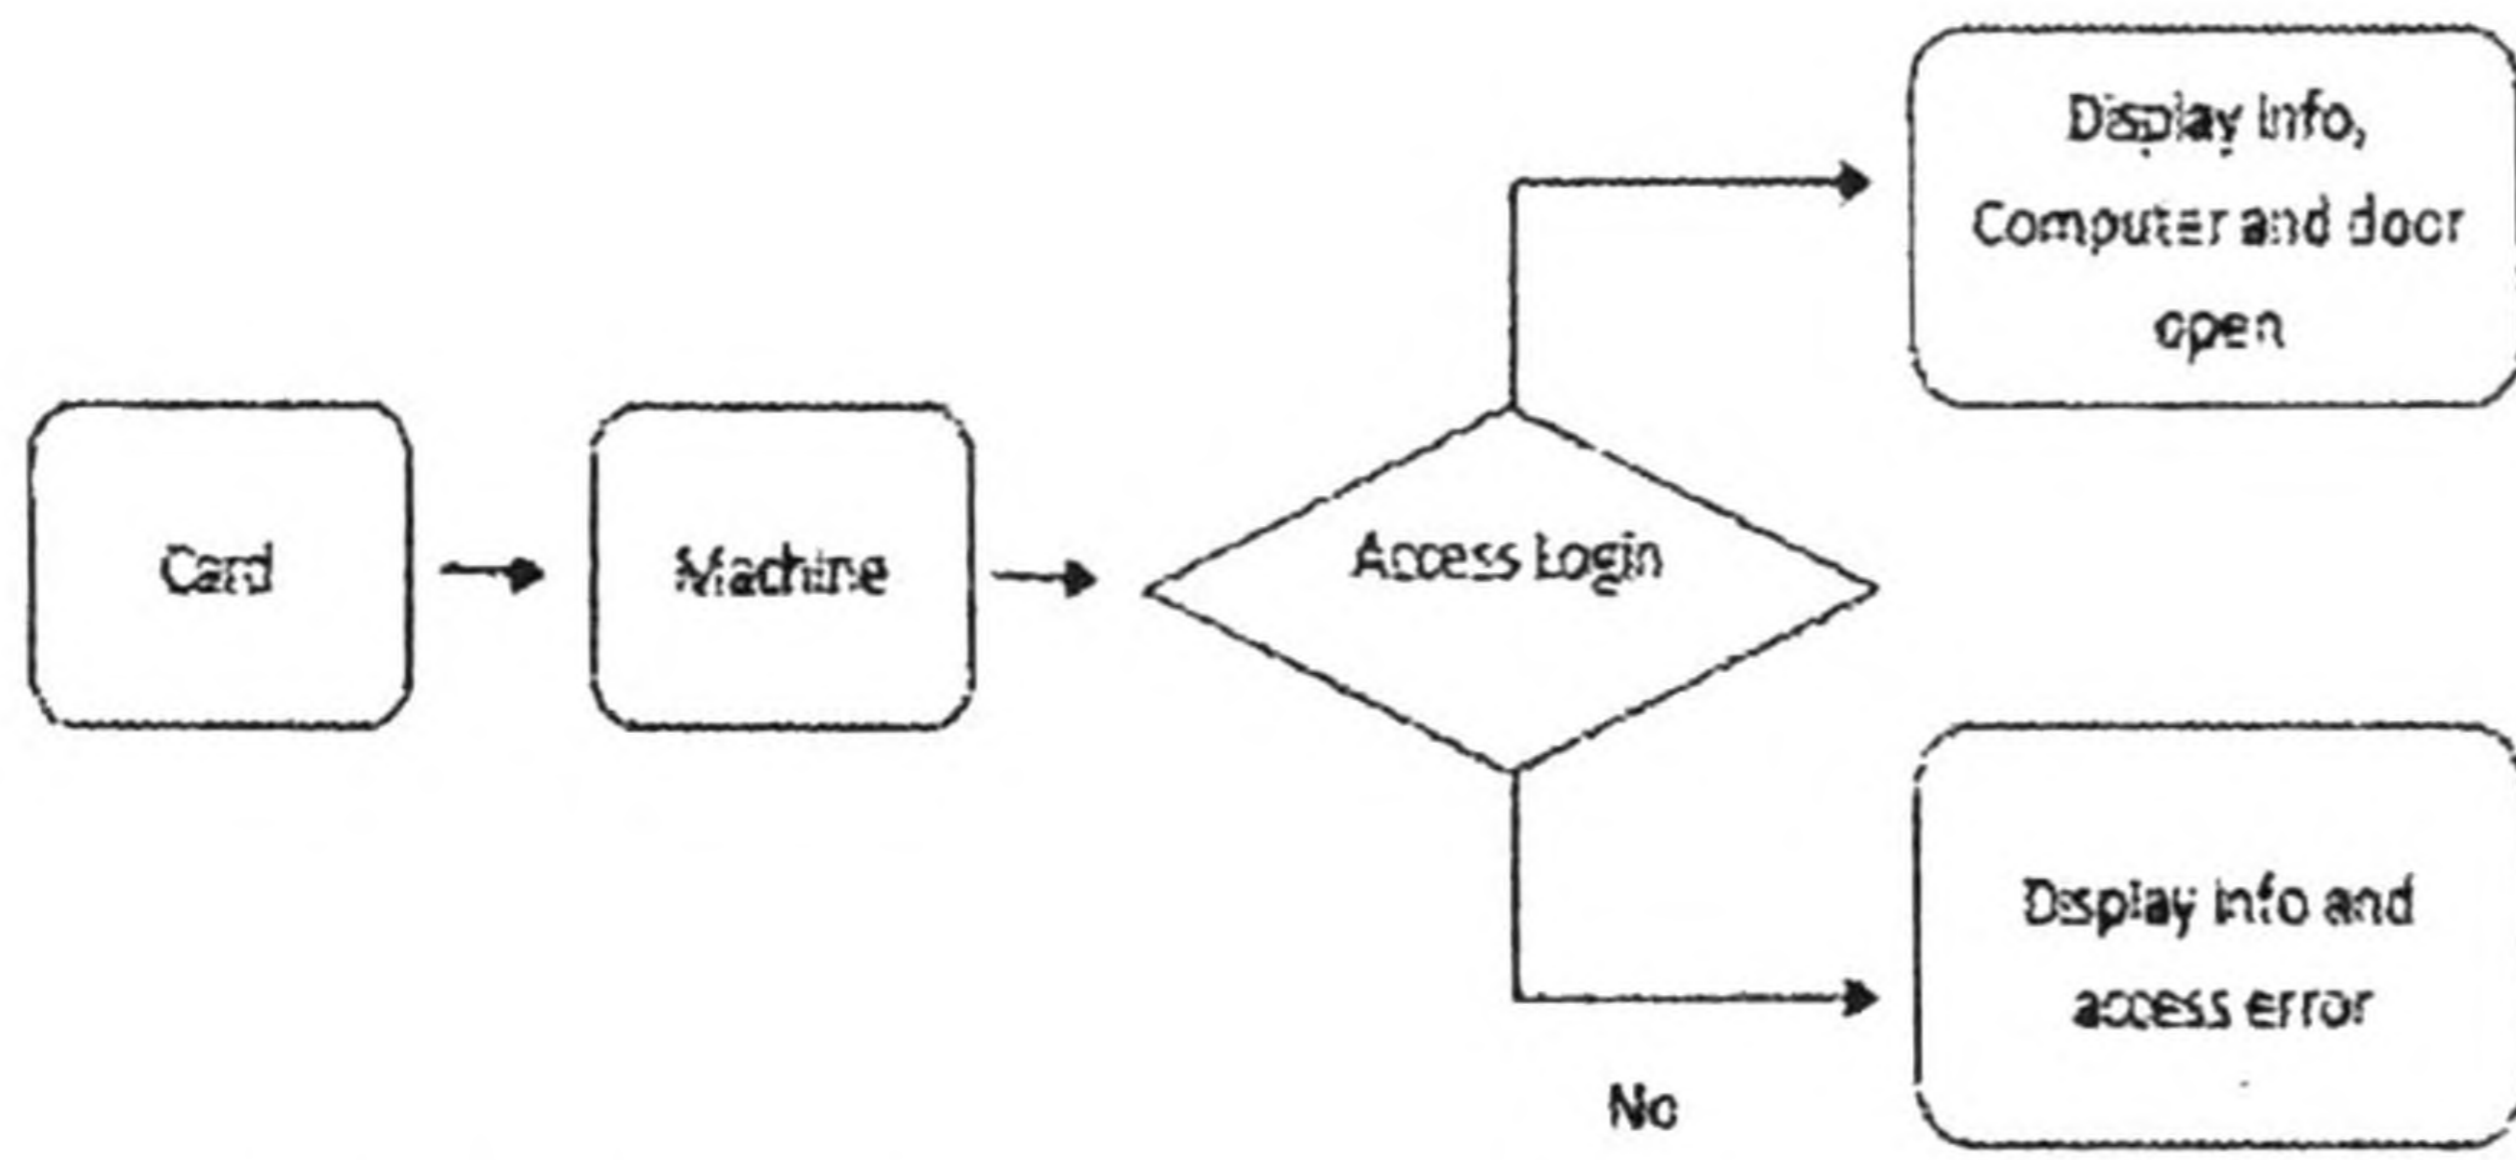 Display Info,
Computer and door
open
Card
Machine
Access Login
Display info and
access error
No